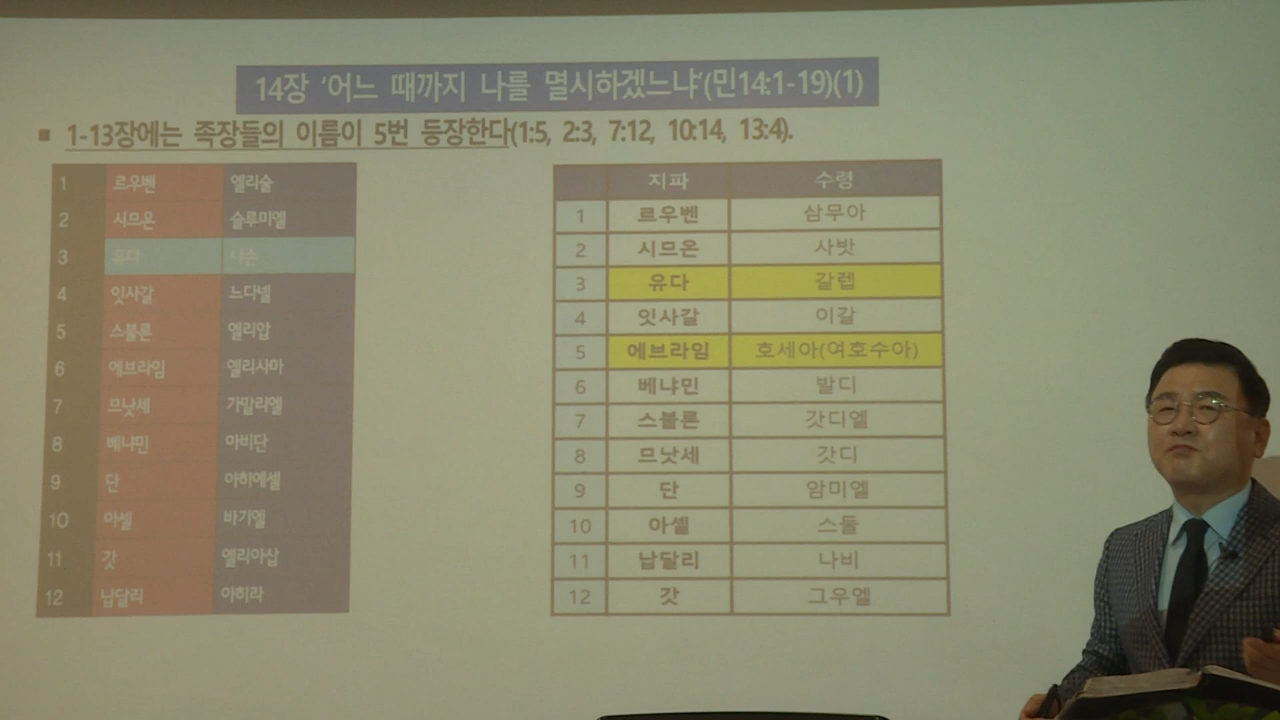 14장 '어느 때까지 나를 멸시하겠느냐'(민14:1-19)(1)
▪ 1-13장에는 족장들의 이름이 5번 등장한다(1:5, 2:3, 7:12, 10:14, 13:4).
1 르우벤 엘리술
2 시므온 슬루미엘
3 유다 나손
4 잇사갈 느다넬
5 스불론 엘리압
6 에브라임 엘리사마
7 므낫세 가말리엘
8 베냐민 아비단
9 단 아히에셀
10 아셀 바기엘
11 갓 엘리아삽
12 납달리 아히라
지파 수령
1 르우벤 삼무아
2 시므온 사밧
3 유다 갈렙
4 잇사갈 이갈
5 에브라임 호세아(여호수아)
6 베냐민 발디
7 스불론 갓디엘
8 므낫세 갓디
9 단 암미엘
10 아셀 스둘
11 납달리 나비
12 갓 그우엘